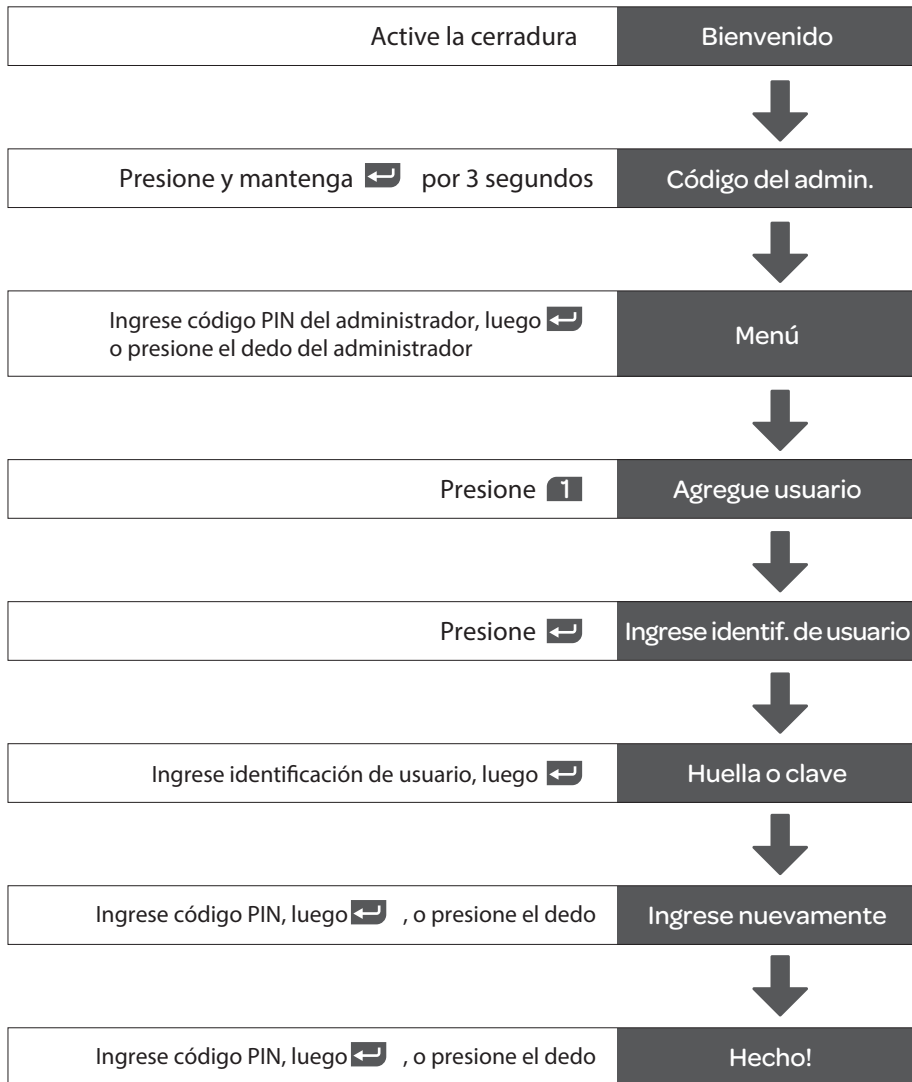 Active la cerradura Bienvenido
Presione y mantenga ↵ por 3 segundos Código del admin.
Ingrese código PIN del administrador, luego ↵
o presione el dedo del administrador
Menú
Presione 1 Agregue usuario
Presione ↵ Ingrese identif. de usuario
Ingrese identificación de usuario, luego ↵ Huella o clave
Ingrese código PIN, luego ↵ , o presione el dedo Ingrese nuevamente
Ingrese código PIN, luego ↵ , o presione el dedo Hecho!